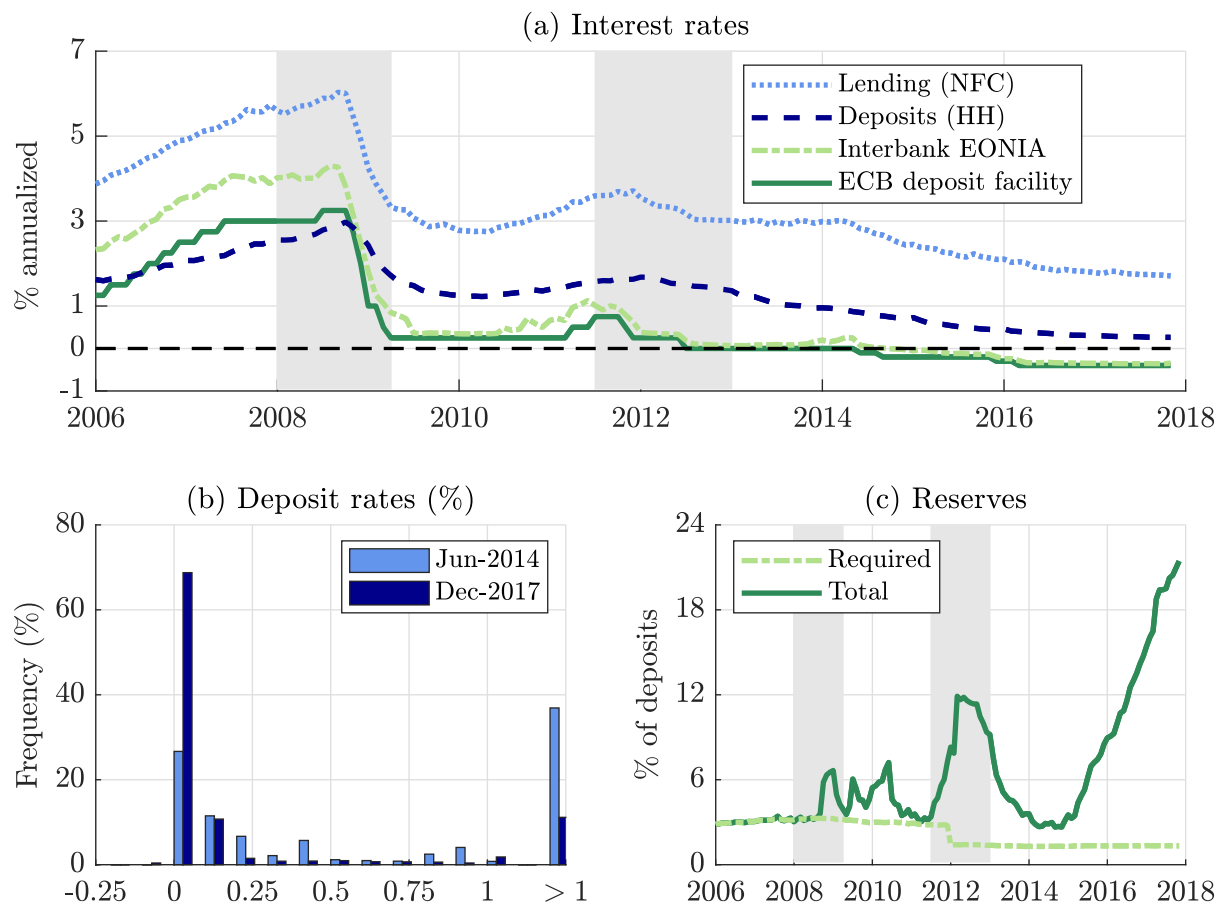 (a) Interest rates
7
5
3
1
0
-1
% annualized
Lending (NFC)
Deposits (HH)
Interbank EONIA
ECB deposit facility
2006 2008 2010 2012 2014 2016 2018
(b) Deposit rates (%)
80
60
40
20
0
Frequency (%)
Jun-2014
Dec-2017
-0.25 0 0.25 0.5 0.75 1 > 1
(c) Reserves
24
18
12
6
0
% of deposits
Required
Total
2006 2008 2010 2012 2014 2016 2018